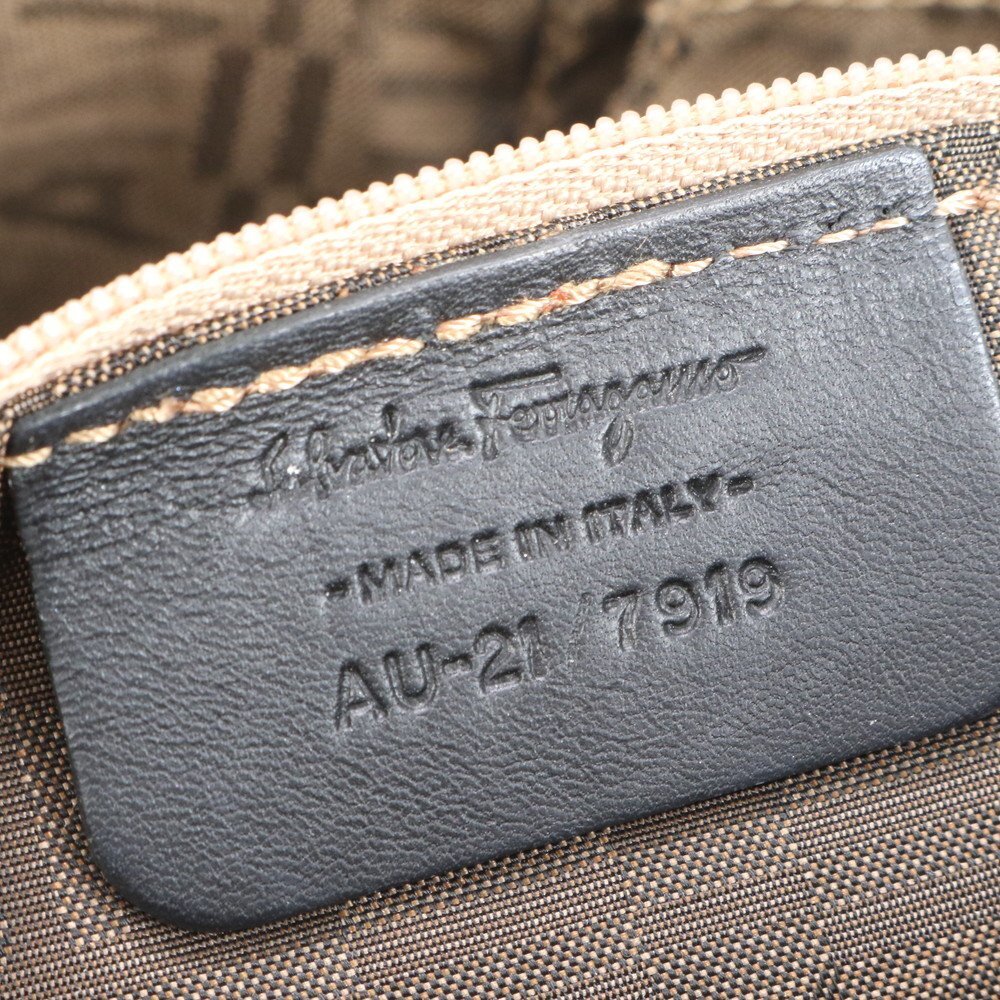 Salvatore Ferragamo
-MADE IN ITALY-
AU-21/7919